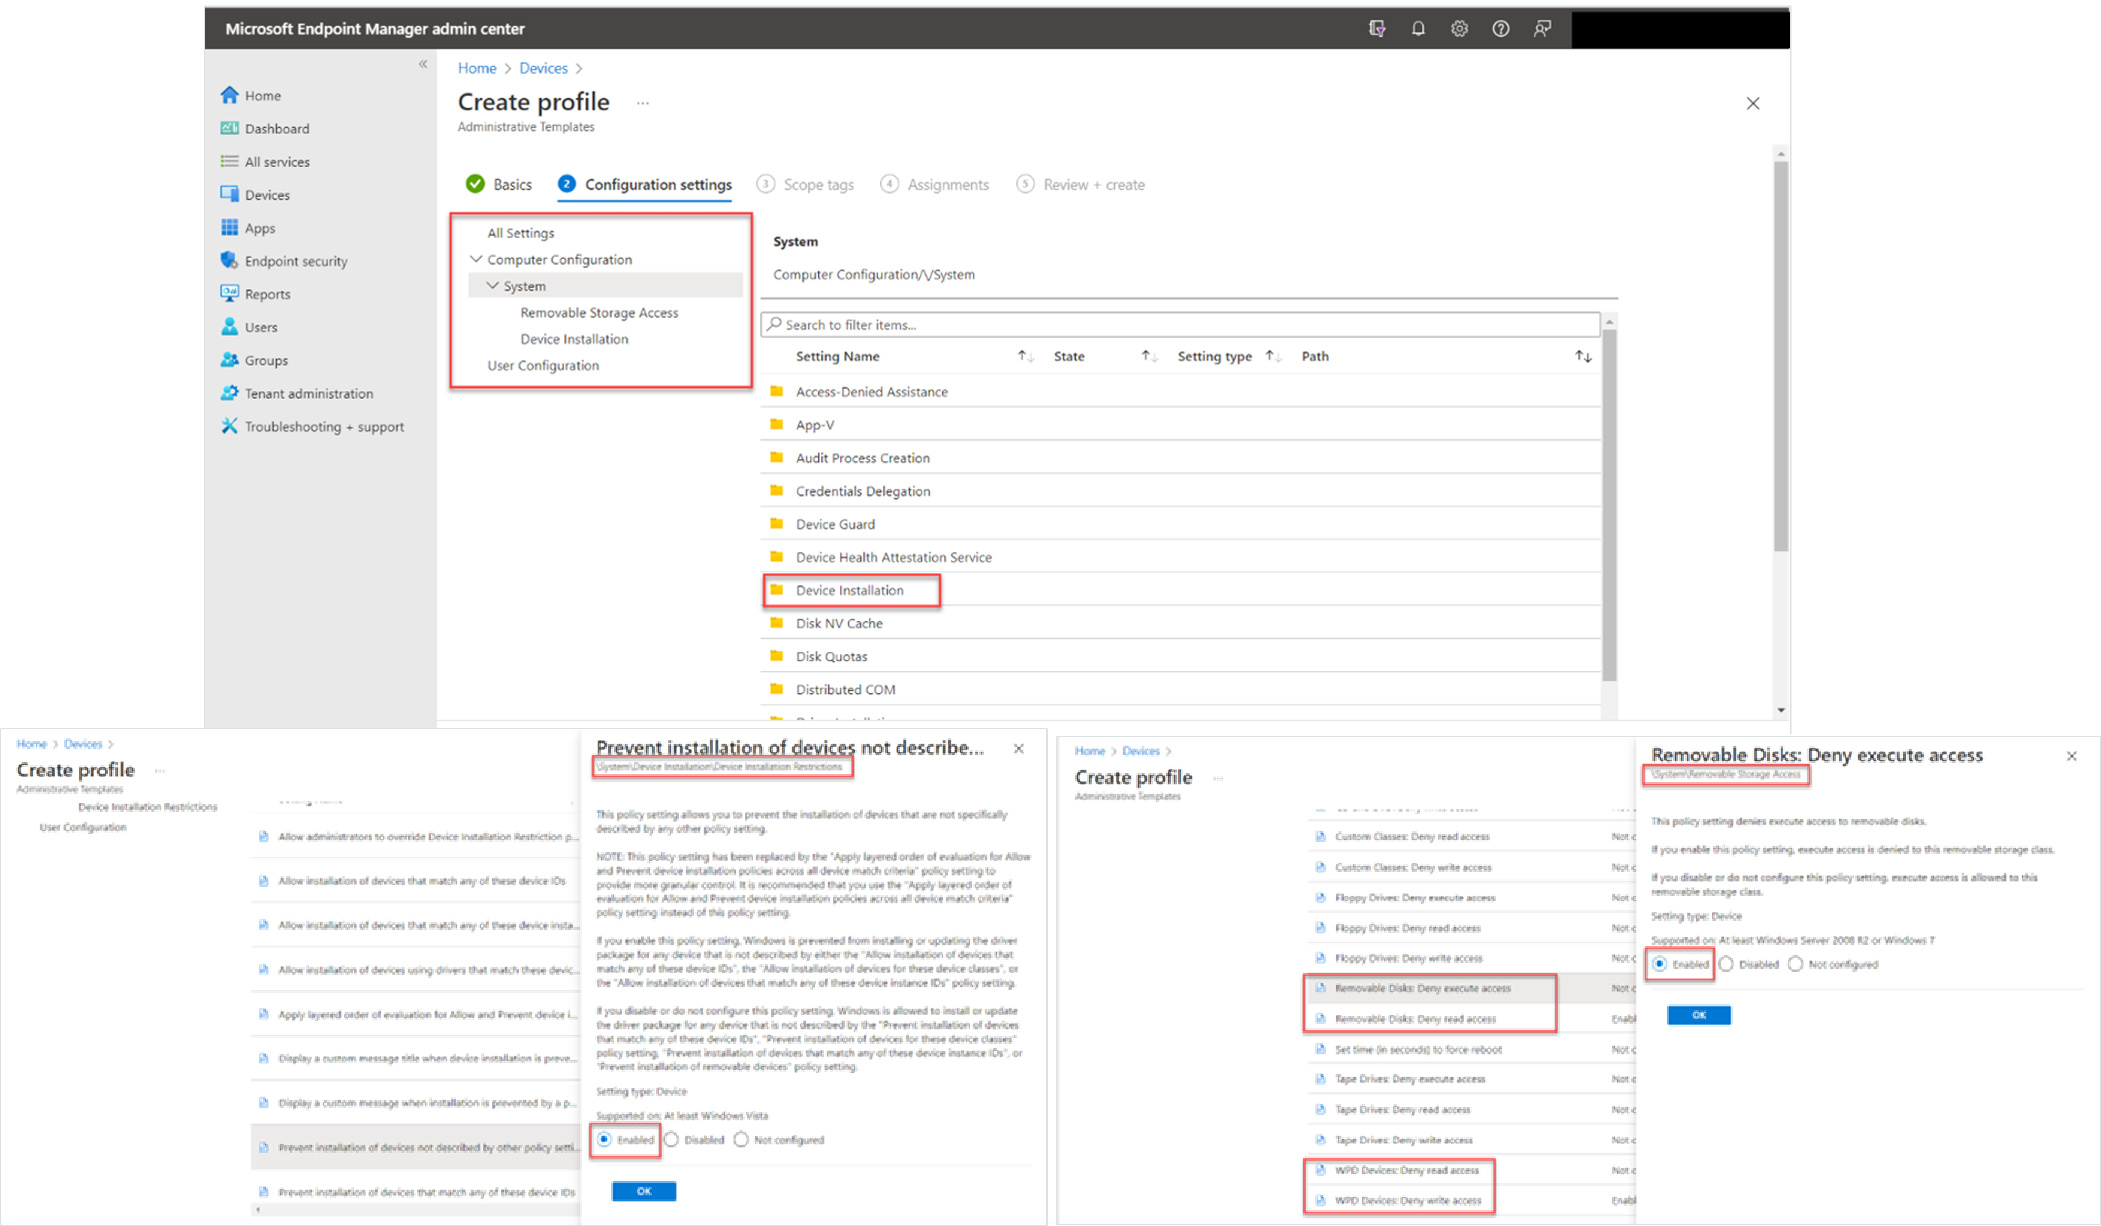 Microsoft Endpoint Manager admin center
Home > Devices >
Create profile ...
Administrative Templates
Home
Dashboard
All services
Devices
Apps
Endpoint security
Reports
Users
Groups
Tenant administration
Troubleshooting + support
Basics
2 Configuration settings
3 Scope tags
4 Assignments
5 Review + create
All Settings
Computer Configuration
System
Removable Storage Access
Device Installation
User Configuration
System
Computer Configuration/\/System
Search to filter items...
Setting Name State Setting type Path
Access-Denied Assistance
App-V
Audit Process Creation
Credentials Delegation
Device Guard
Device Health Attestation Service
Device Installation
Disk NV Cache
Disk Quotas
Distributed COM
Home > Devices >
Create profile ...
Administrative Templates
Device Installation Restrictions
User Configuration
Allow administrators to override Device Installation Restriction p...
Allow installation of devices that match any of these device IDs
Allow installation of devices that match any of these device insta...
Allow installation of devices using drivers that match these devic...
Apply layered order of evaluation for Allow and Prevent device i...
Display a custom message title when device installation is preve...
Display a custom message when installation is prevented by a p...
Prevent installation of devices not described by other policy setti...
Prevent installation of devices that match any of these device IDs
Prevent installation of devices not describe...
\System\Device Installation\Device Installation Restrictions
This policy setting allows you to prevent the installation of devices that are not specifically
described by any other policy setting.
NOTE: This policy setting has been replaced by the "Apply layered order of evaluation for Allow
and Prevent device installation policies across all device match criteria" policy setting to
provide more granular control. It is recommended that you use the "Apply layered order of
evaluation for Allow and Prevent device installation policies across all device match criteria"
policy setting instead of this policy setting.
If you enable this policy setting, Windows is prevented from installing or updating the driver
package for any device that is not described by either the "Allow installation of devices that
match any of these device IDs", the "Allow installation of devices for these device classes", or
the "Allow installation of devices that match any of these device instance IDs" policy setting.
If you disable or do not configure this policy setting, Windows is allowed to install or update
the driver package for any device that is not described by the "Prevent installation of devices
that match any of these device IDs", "Prevent installation of devices for these device classes"
policy setting, "Prevent installation of devices that match any of these device instance IDs", or
"Prevent installation of removable devices" policy setting.
Setting type: Device
Supported on: At least Windows Vista
Enabled Disabled Not configured
OK
Home > Devices >
Create profile ...
Administrative Templates
Custom Classes: Deny read access Not c
Custom Classes: Deny write access Not c
Floppy Drives: Deny execute access Not c
Floppy Drives: Deny read access Not c
Floppy Drives: Deny write access Not c
Removable Disks: Deny execute access Not c
Removable Disks: Deny read access Enabl
Set time (in seconds) to force reboot Not c
Tape Drives: Deny execute access Not c
Tape Drives: Deny read access Not c
Tape Drives: Deny write access Not c
WPD Devices: Deny read access Not c
WPD Devices: Deny write access Enabl
Removable Disks: Deny execute access
\System\Removable Storage Access
This policy setting denies execute access to removable disks.
If you enable this policy setting, execute access is denied to this removable storage class.
If you disable or do not configure this policy setting, execute access is allowed to this
removable storage class.
Setting type: Device
Supported on: At least Windows Server 2008 R2 or Windows 7
Enabled Disabled Not configured
OK